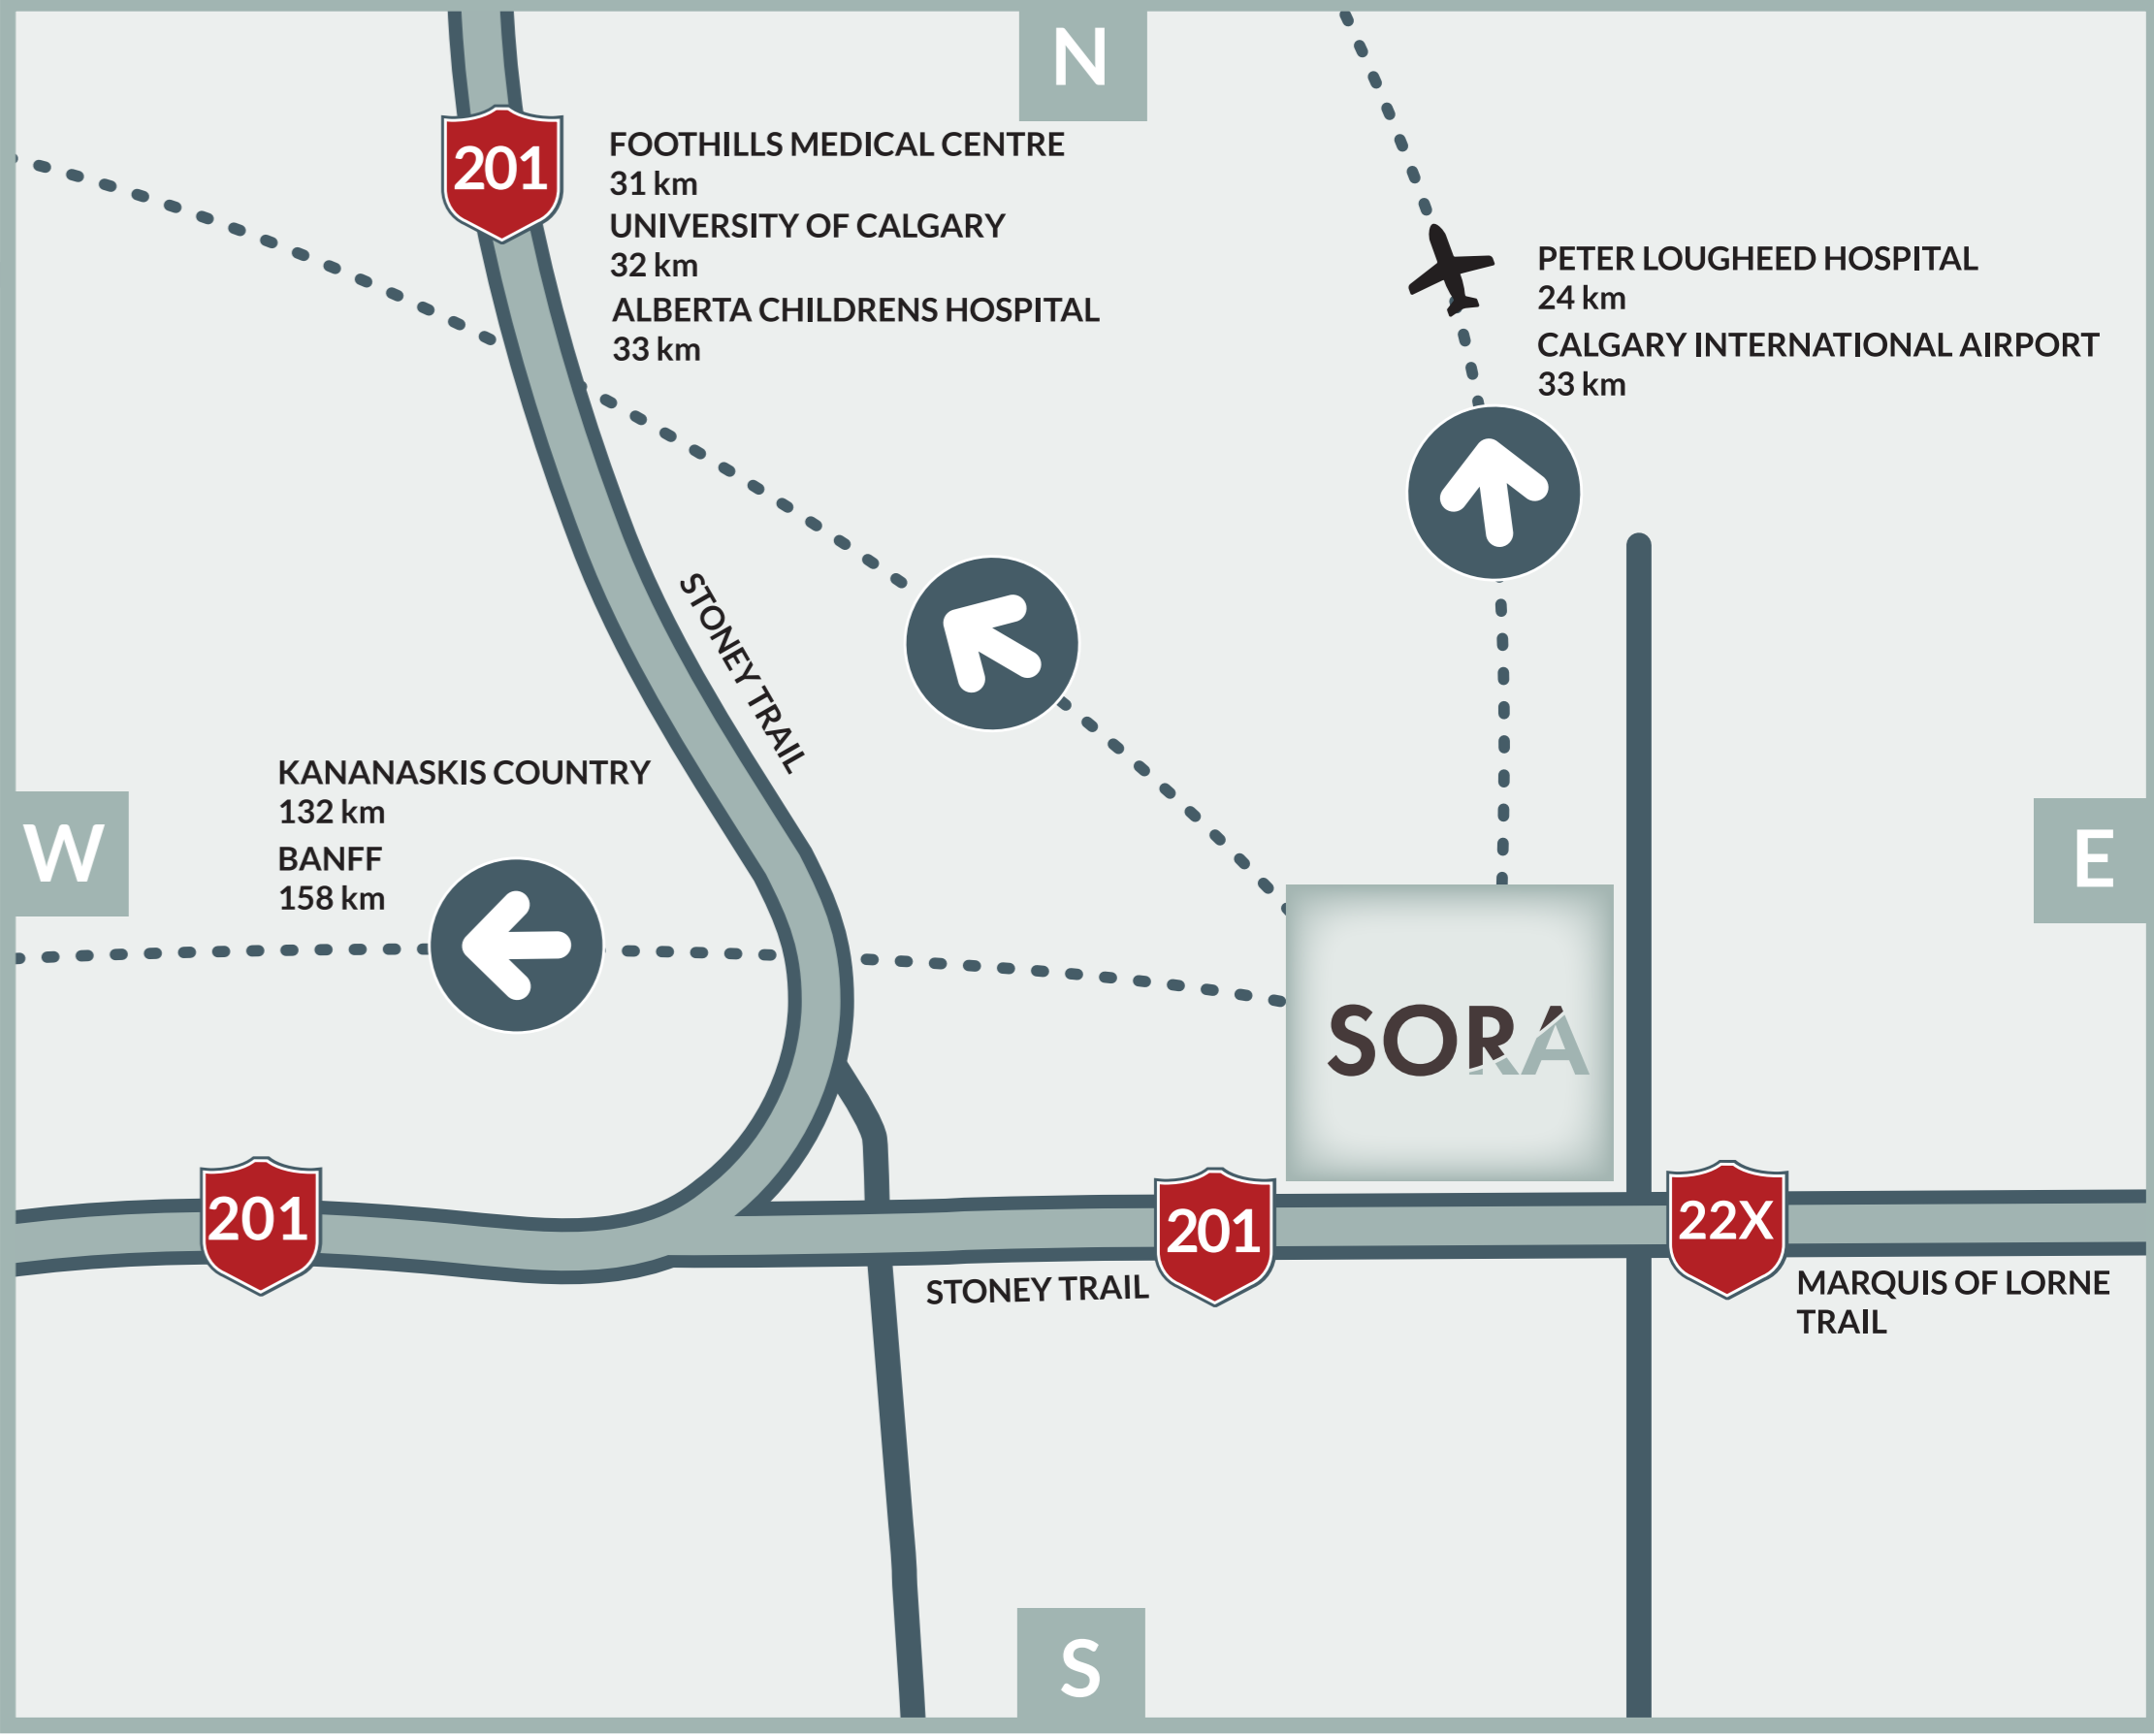 N
201
FOOTHILLS MEDICAL CENTRE
31 km
UNIVERSITY OF CALGARY
32 km
ALBERTA CHILDRENS HOSPITAL
33 km
PETER LOUGHEED HOSPITAL
24 km
CALGARY INTERNATIONAL AIRPORT
33 km
STONEY TRAIL
KANANASKIS COUNTRY
132 km
BANFF
158 km
W
E
SORA
201
201
22X
STONEY TRAIL
MARQUIS OF LORNE
TRAIL
S